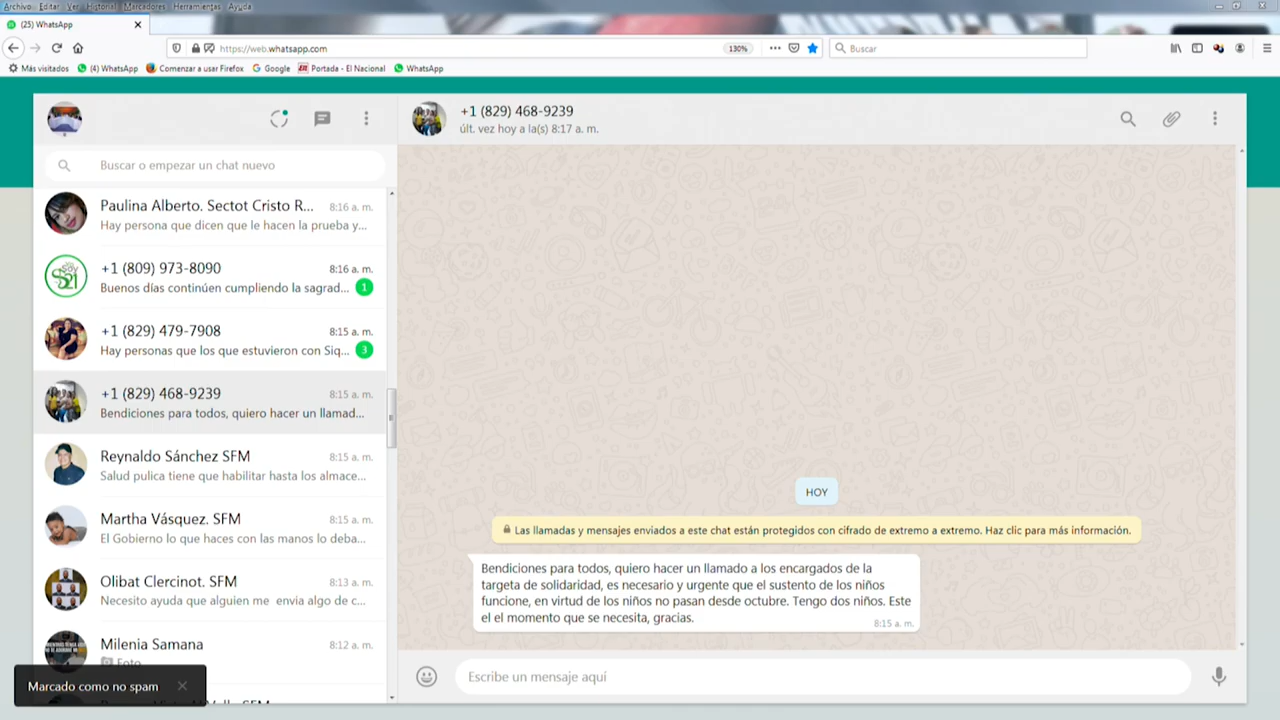 Archivo Editar Ver Historial Marcadores Herramientas Ayuda
(25) WhatsApp
https://web.whatsapp.com
130%
Buscar
Más visitados
(4) WhatsApp
Comenzar a usar Firefox
Google
Portada - El Nacional
WhatsApp
Buscar o empezar un chat nuevo
Paulina Alberto. Sectot Cristo R... 8:16 a. m.
Hay persona que dicen que le hacen la prueba y...
+1 (809) 973-8090 8:16 a. m.
Buenos días continúen cumpliendo la sagrad... 1
+1 (829) 479-7908 8:15 a. m.
Hay personas que los que estuvieron con Siq... 3
+1 (829) 468-9239 8:15 a. m.
Bendiciones para todos, quiero hacer un llamad...
Reynaldo Sánchez SFM 8:15 a. m.
Salud pulica tiene que habilitar hasta los almace...
Martha Vásquez. SFM 8:15 a. m.
El Gobierno lo que haces con las manos lo deba...
Olibat Clercinot. SFM 8:13 a. m.
Necesito ayuda que alguien me envia algo de c...
Milenia Samana 8:12 a. m.
Foto
Marcado como no spam
+1 (829) 468-9239
últ. vez hoy a la(s) 8:17 a. m.
HOY
Las llamadas y mensajes enviados a este chat están protegidos con cifrado de extremo a extremo. Haz clic para más información.
Bendiciones para todos, quiero hacer un llamado a los encargados de la
targeta de solidaridad, es necesario y urgente que el sustento de los niños
funcione, en virtud de los niños no pasan desde octubre. Tengo dos niños. Este
el el momento que se necesita, gracias.
8:15 a. m.
Escribe un mensaje aquí